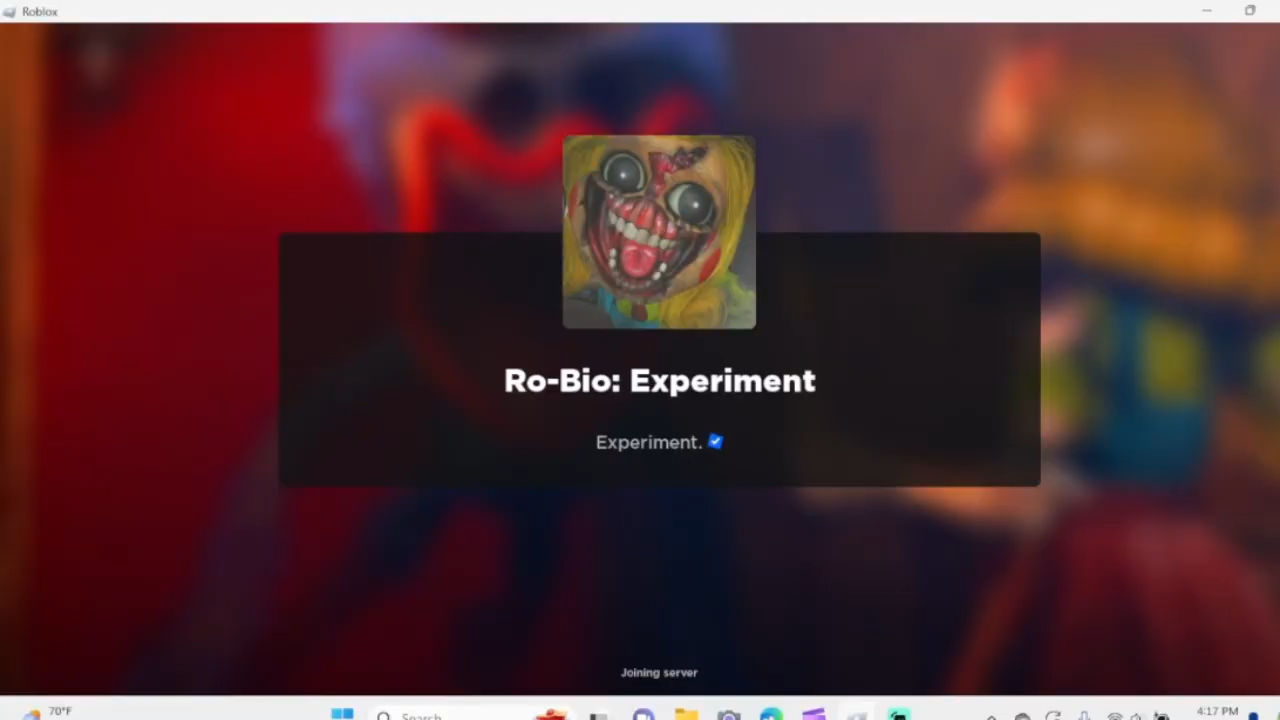 Roblox
Ro-Bio: Experiment
Experiment.
Joining server
70°F
Search
4:17 PM